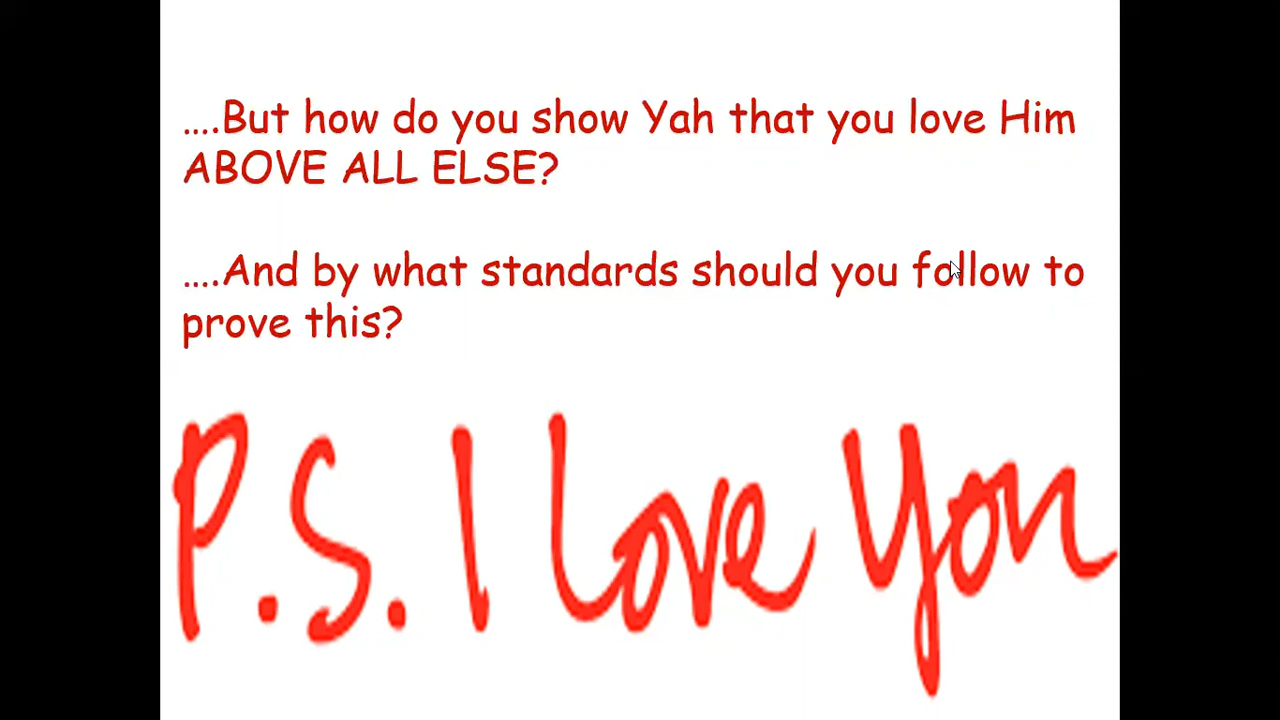 ....But how do you show Yah that you love Him
ABOVE ALL ELSE?
....And by what standards should you follow to
prove this?
P.S. I Love You